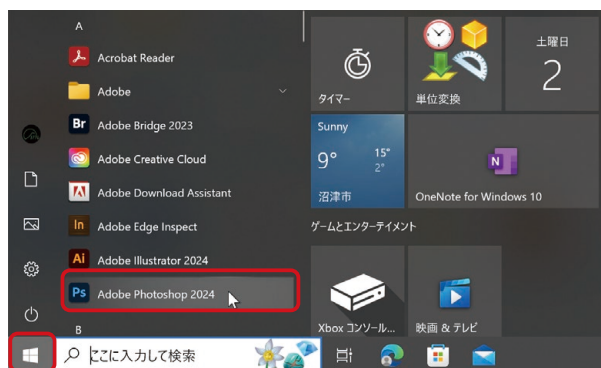 A
Acrobat Reader
Adobe
Br Adobe Bridge 2023
Adobe Creative Cloud
Adobe Download Assistant
In Adobe Edge Inspect
Ai Adobe Illustrator 2024
Ps Adobe Photoshop 2024
B
ここに入力して検索
タイマー
単位変換
土曜日
2
Sunny
9° 15°
2°
沼津市
N
OneNote for Windows 10
ゲームとエンターテイメント
Xbox コンソール...
映画 & テレビ